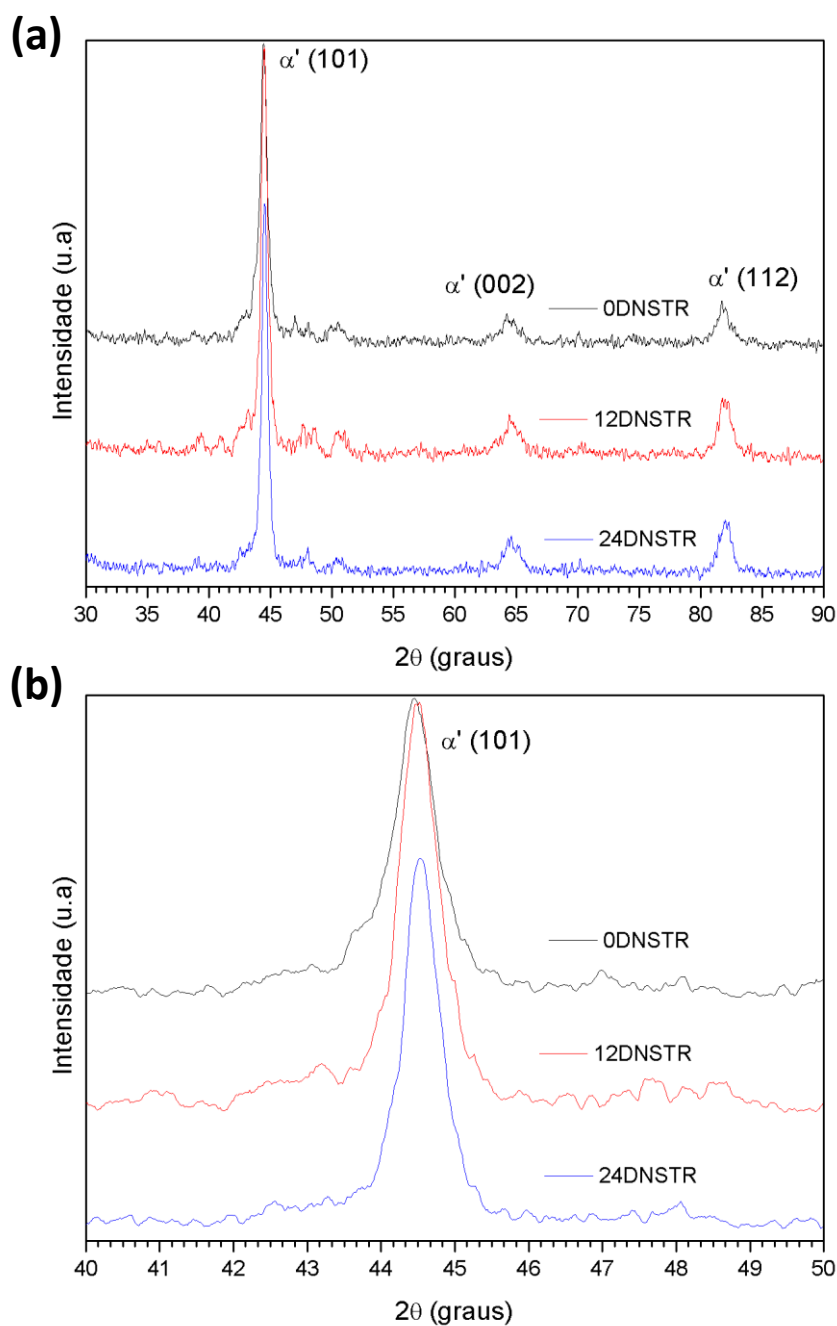 (a)
α' (101)
α' (002)
α' (112)
0DNSTR
12DNSTR
24DNSTR
Intensidade (u.a)
30 35 40 45 50 55 60 65 70 75 80 85 90
2θ (graus)
(b)
α' (101)
0DNSTR
12DNSTR
24DNSTR
Intensidade (u.a)
40 41 42 43 44 45 46 47 48 49 50
2θ (graus)